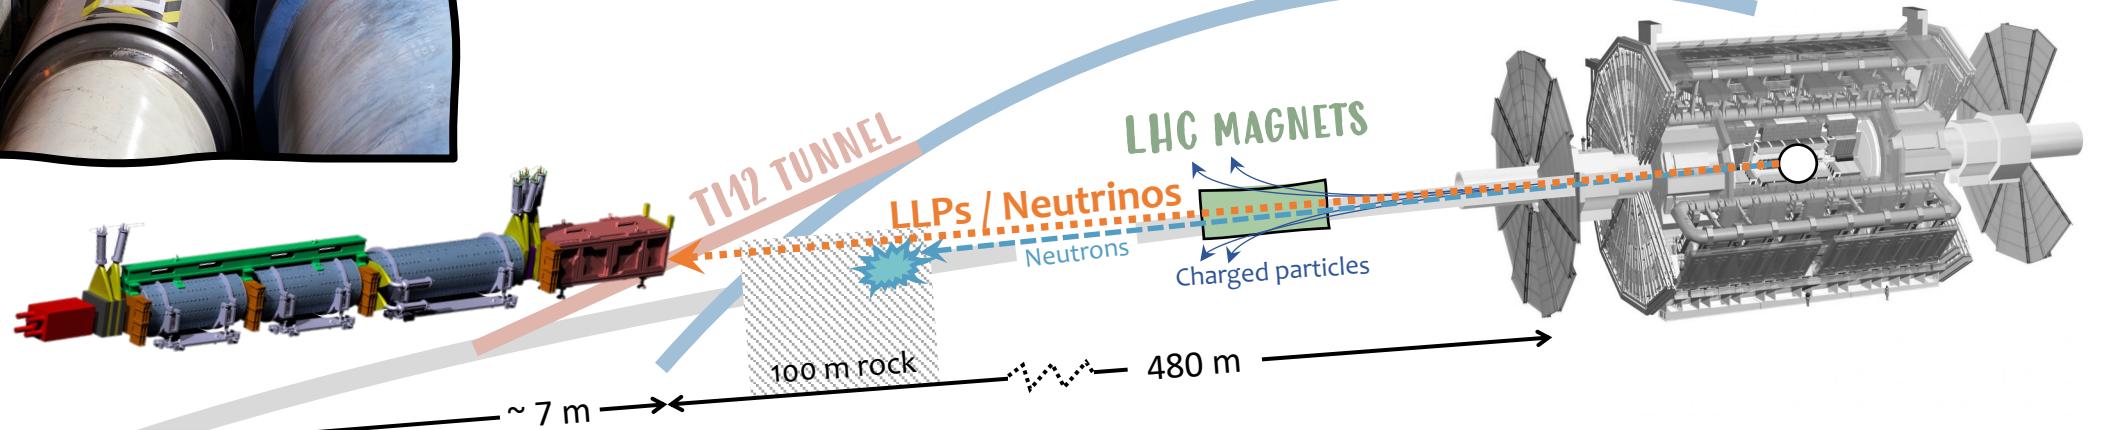 TI12 TUNNEL
LHC MAGNETS
LLPs / Neutrinos
Neutrons
Charged particles
100 m rock
480 m
~ 7 m